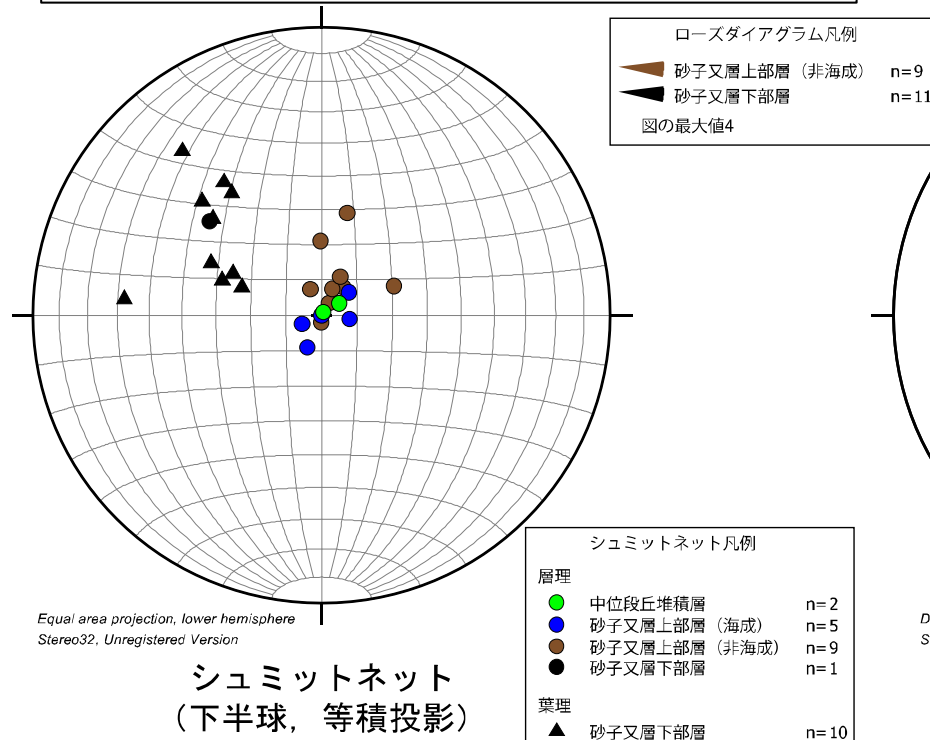 ローズダイアグラム凡例
砂子又層上部層（非海成） n=9
砂子又層下部層 n=11
図の最大値4
シュミットネット凡例
層理
中位段丘堆積層 n=2
砂子又層上部層（海成） n=5
砂子又層上部層（非海成） n=9
砂子又層下部層 n=1
葉理
砂子又層下部層 n=10
Equal area projection, lower hemisphere
Stereo32, Unregistered Version
シュミットネット
（下半球，等積投影）
D
S